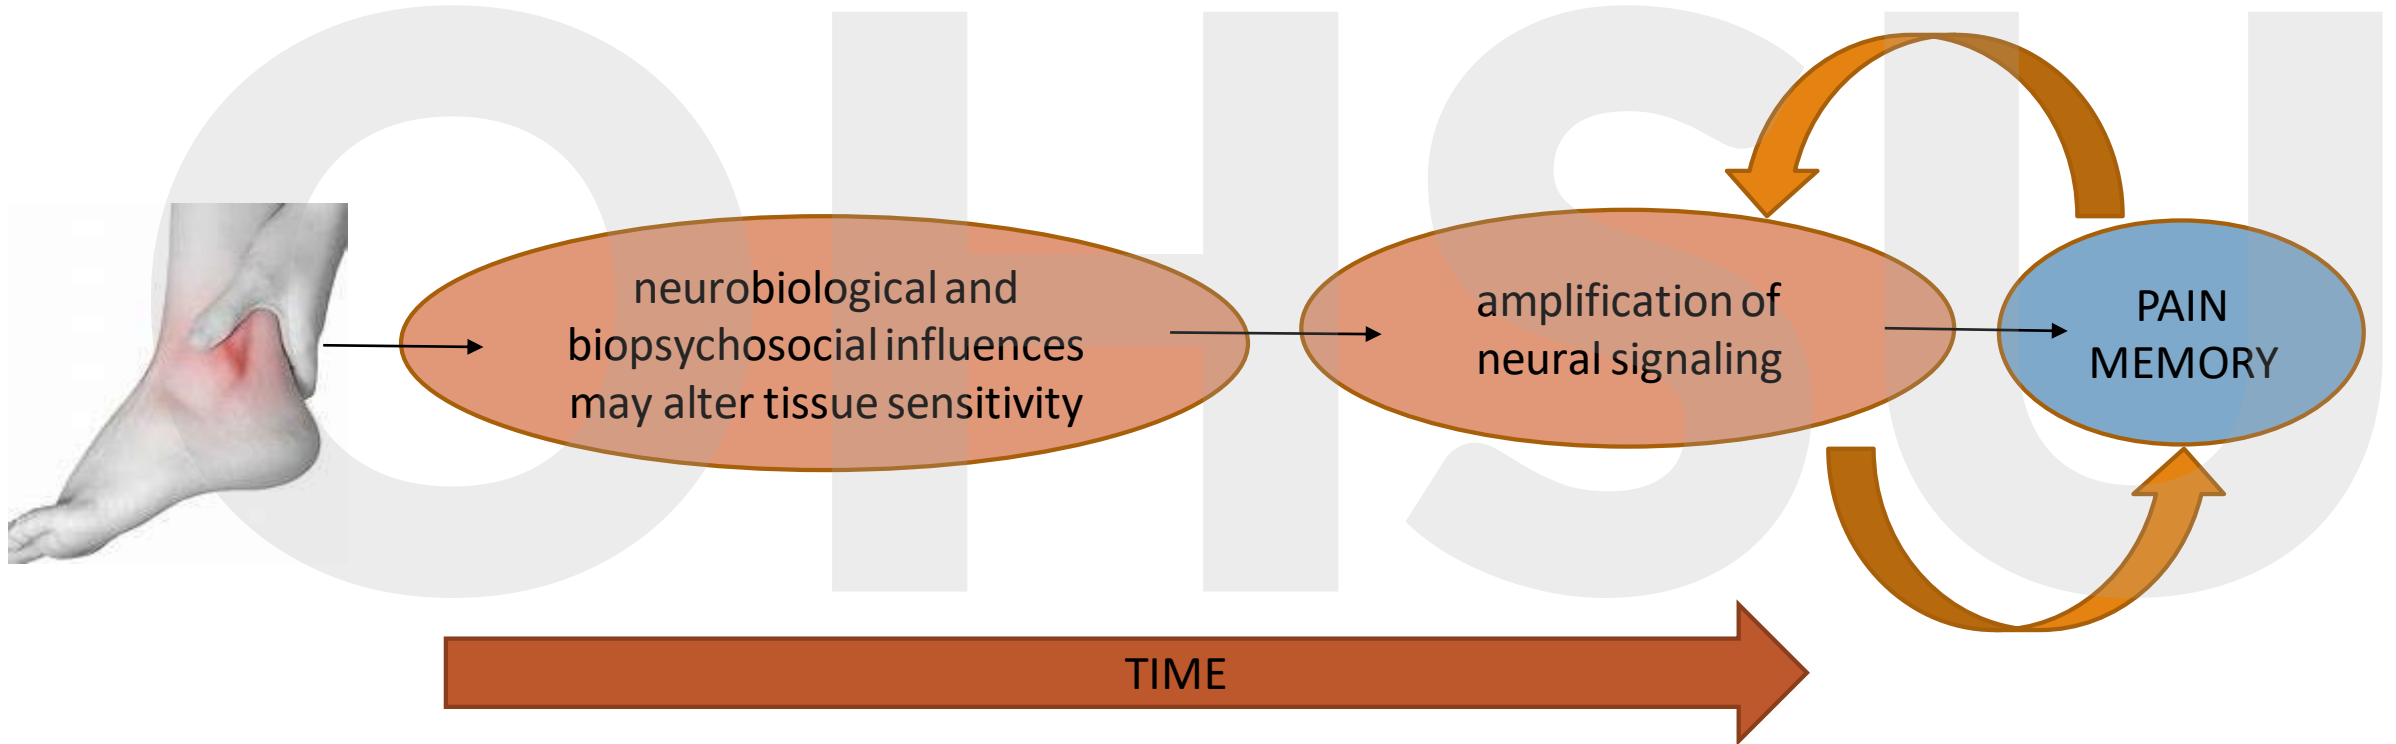 OHSU
neurobiological and
biopsychosocial influences
may alter tissue sensitivity
amplification of
neural signaling
PAIN
MEMORY
TIME